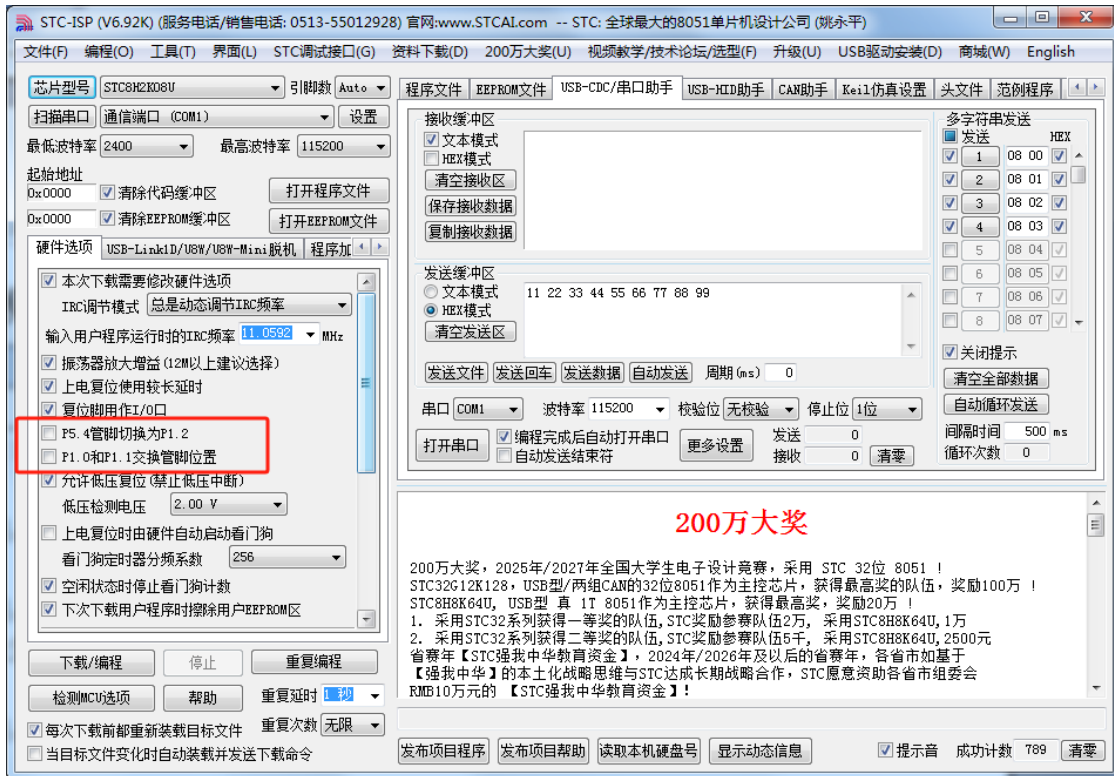 STC-ISP (V6.92K) (服务电话/销售电话: 0513-55012928) 官网:www.STCAI.com -- STC: 全球最大的8051单片机设计公司 (姚永平)
文件(F) 编程(O) 工具(T) 界面(L) STC调试接口(G) 资料下载(D) 200万大奖(U) 视频教学/技术论坛/选型(F) 升级(U) USB驱动安装(D) 商城(W) English
芯片型号 STC8H2K08U 引脚数 Auto
扫描串口 通信端口 (COM1) 设置
最低波特率 2400 最高波特率 115200
起始地址
0x0000 清除代码缓冲区 打开程序文件
0x0000 清除EEPROM缓冲区 打开EEPROM文件
硬件选项 USB-Link1D/U8W/U8W-Mini脱机 程序加
本次下载需要修改硬件选项
IRC调节模式 总是动态调节IRC频率
输入用户程序运行时的IRC频率 11.0592 MHz
振荡器放大增益(12M以上建议选择)
上电复位使用较长延时
复位脚用作I/O口
P5.4管脚切换为P1.2
P1.0和P1.1交换管脚位置
允许低压复位(禁止低压中断)
低压检测电压 2.00 V
上电复位时由硬件自动启动看门狗
看门狗定时器分频系数 256
空闲状态时停止看门狗计数
下次下载用户程序时擦除用户EEPROM区
下载/编程 停止 重复编程
检测MCU选项 帮助 重复延时 1 秒
每次下载前都重新装载目标文件 重复次数 无限
当目标文件变化时自动装载并发送下载命令
程序文件 EEPROM文件 USB-CDC/串口助手 USB-HID助手 CAN助手 Keil仿真设置 头文件 范例程序
接收缓冲区
文本模式
HEX模式
清空接收区
保存接收数据
复制接收数据
发送缓冲区
文本模式 11 22 33 44 55 66 77 88 99
HEX模式
清空发送区
发送文件 发送回车 发送数据 自动发送 周期(ms) 0
串口 COM1 波特率 115200 校验位 无校验 停止位 1位
打开串口 编程完成后自动打开串口 更多设置 发送 0
自动发送结束符 接收 0 清零
多字符串发送
发送 HEX
1 08 00
2 08 01
3 08 02
4 08 03
5 08 04
6 08 05
7 08 06
8 08 07
关闭提示
清空全部数据
自动循环发送
间隔时间 500 ms
循环次数 0
200万大奖
200万大奖，2025年/2027年全国大学生电子设计竞赛，采用 STC 32位 8051 !
STC32G12K128，USB型/两组CAN的32位8051作为主控芯片，获得最高奖的队伍，奖励100万 !
STC8H8K64U, USB型 真 1T 8051作为主控芯片，获得最高奖，奖励20万 !
1. 采用STC32系列获得一等奖的队伍,STC奖励参赛队伍2万, 采用STC8H8K64U,1万
2. 采用STC32系列获得二等奖的队伍,STC奖励参赛队伍5千, 采用STC8H8K64U,2500元
省赛年【STC强我中华教育资金】，2024年/2026年及以后的省赛年，各省市如基于
【强我中华】的本土化战略思维与STC达成长期战略合作，STC愿意资助各省市组委会
RMB10万元的 【STC强我中华教育资金】!
发布项目程序 发布项目帮助 读取本机硬盘号 显示动态信息 提示音 成功计数 789 清零